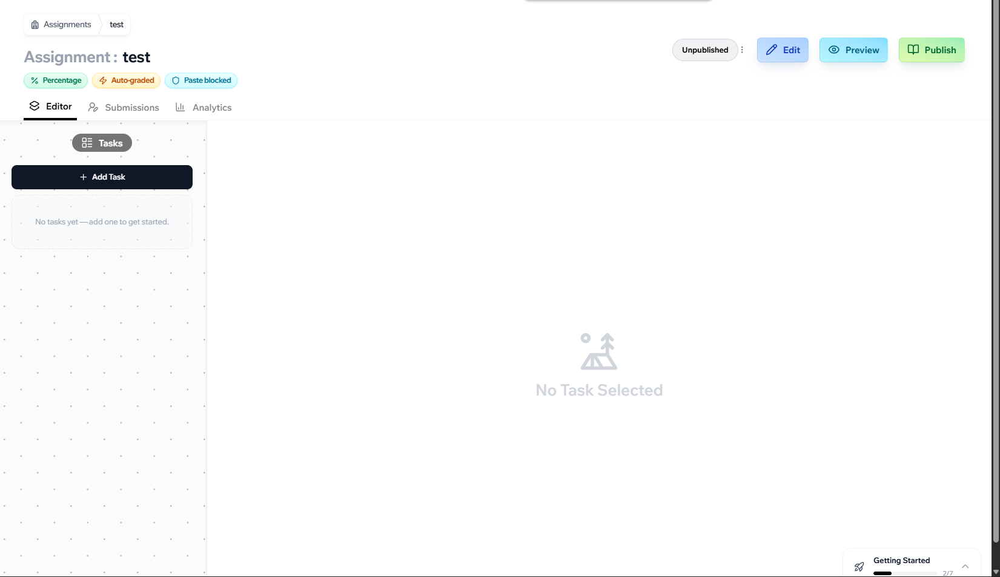 Assignments
test
Assignment : test
Unpublished
Edit
Preview
Publish
Percentage
Auto-graded
Paste blocked
Editor
Submissions
Analytics
Tasks
+ Add Task
No tasks yet — add one to get started.
No Task Selected
Getting Started
2/7